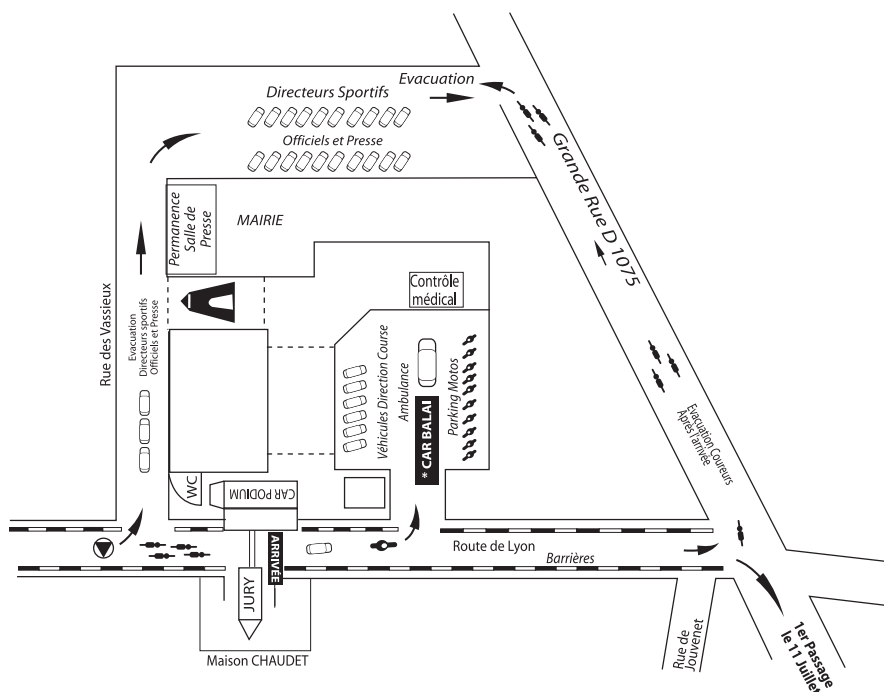 Evacuation
Directeurs Sportifs
Officiels et Presse
Grande Rue D 1075
Permanence
Salle de
Presse
MAIRIE
Contrôle
médical
Rue des Vassieux
Evacuation
Directeurs sportifs
Officiels et Presse
Véhicules Direction Course
Ambulance
* CAR BALAI
Parking Motos
Evacuation Coureurs
Après l'arrivée
WC
CAR PODIUM
ARRIVÉE
JURY
Route de Lyon
Barrières
Maison CHAUDET
Rue de
Jouvenet
1er Passage
le 11 Juillet